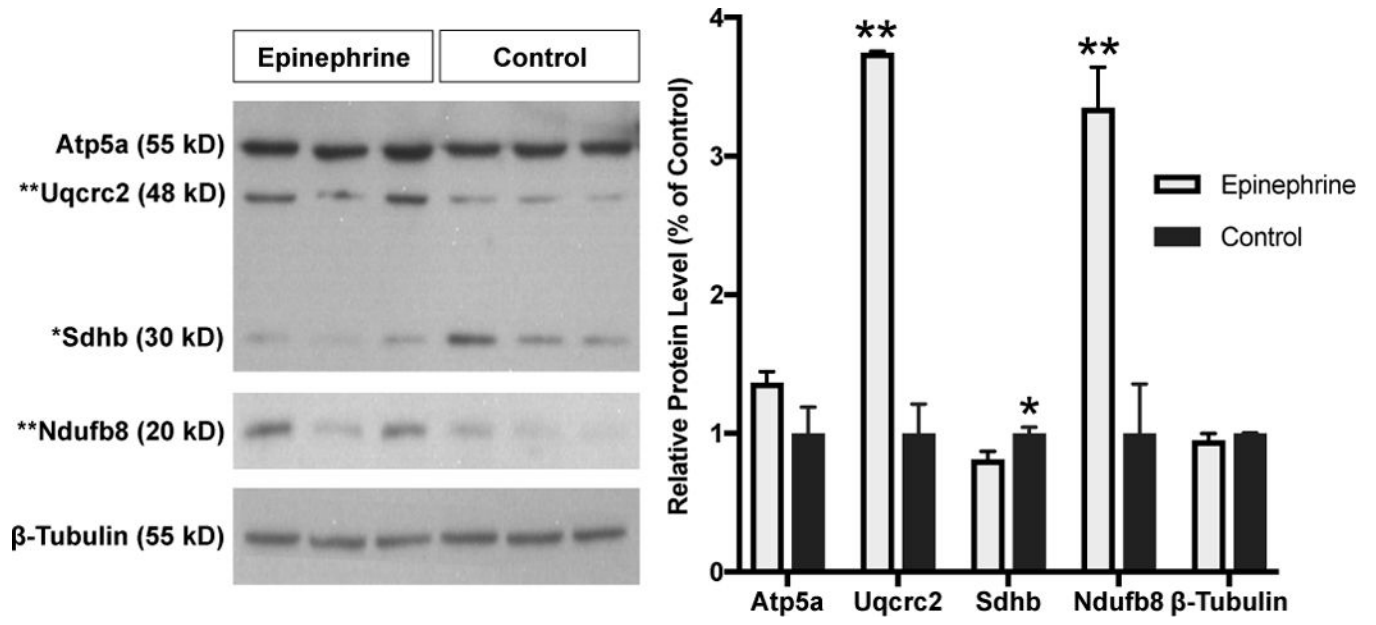 Epinephrine
Control
Atp5a (55 kD)
**Uqcrc2 (48 kD)
*Sdhb (30 kD)
**Ndufb8 (20 kD)
β-Tubulin (55 kD)
Relative Protein Level (% of Control)
4
3
2
1
0
**
*
**
Epinephrine
Control
Atp5a
Uqcrc2
Sdhb
Ndufb8
β-Tubulin